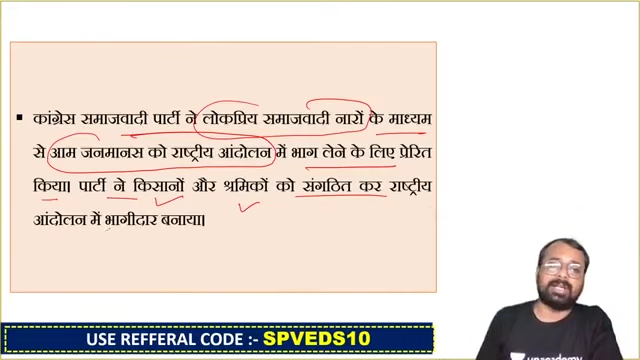 कांग्रेस समाजवादी पार्टी ने लोकप्रिय समाजवादी नारों के माध्यम
से आम जनमानस को राष्ट्रीय आंदोलन में भाग लेने के लिए प्रेरित
किया। पार्टी ने किसानों और श्रमिकों को संगठित कर राष्ट्रीय
आंदोलन में भागीदार बनाया।
USE REFFERAL CODE :- SPVEDS10